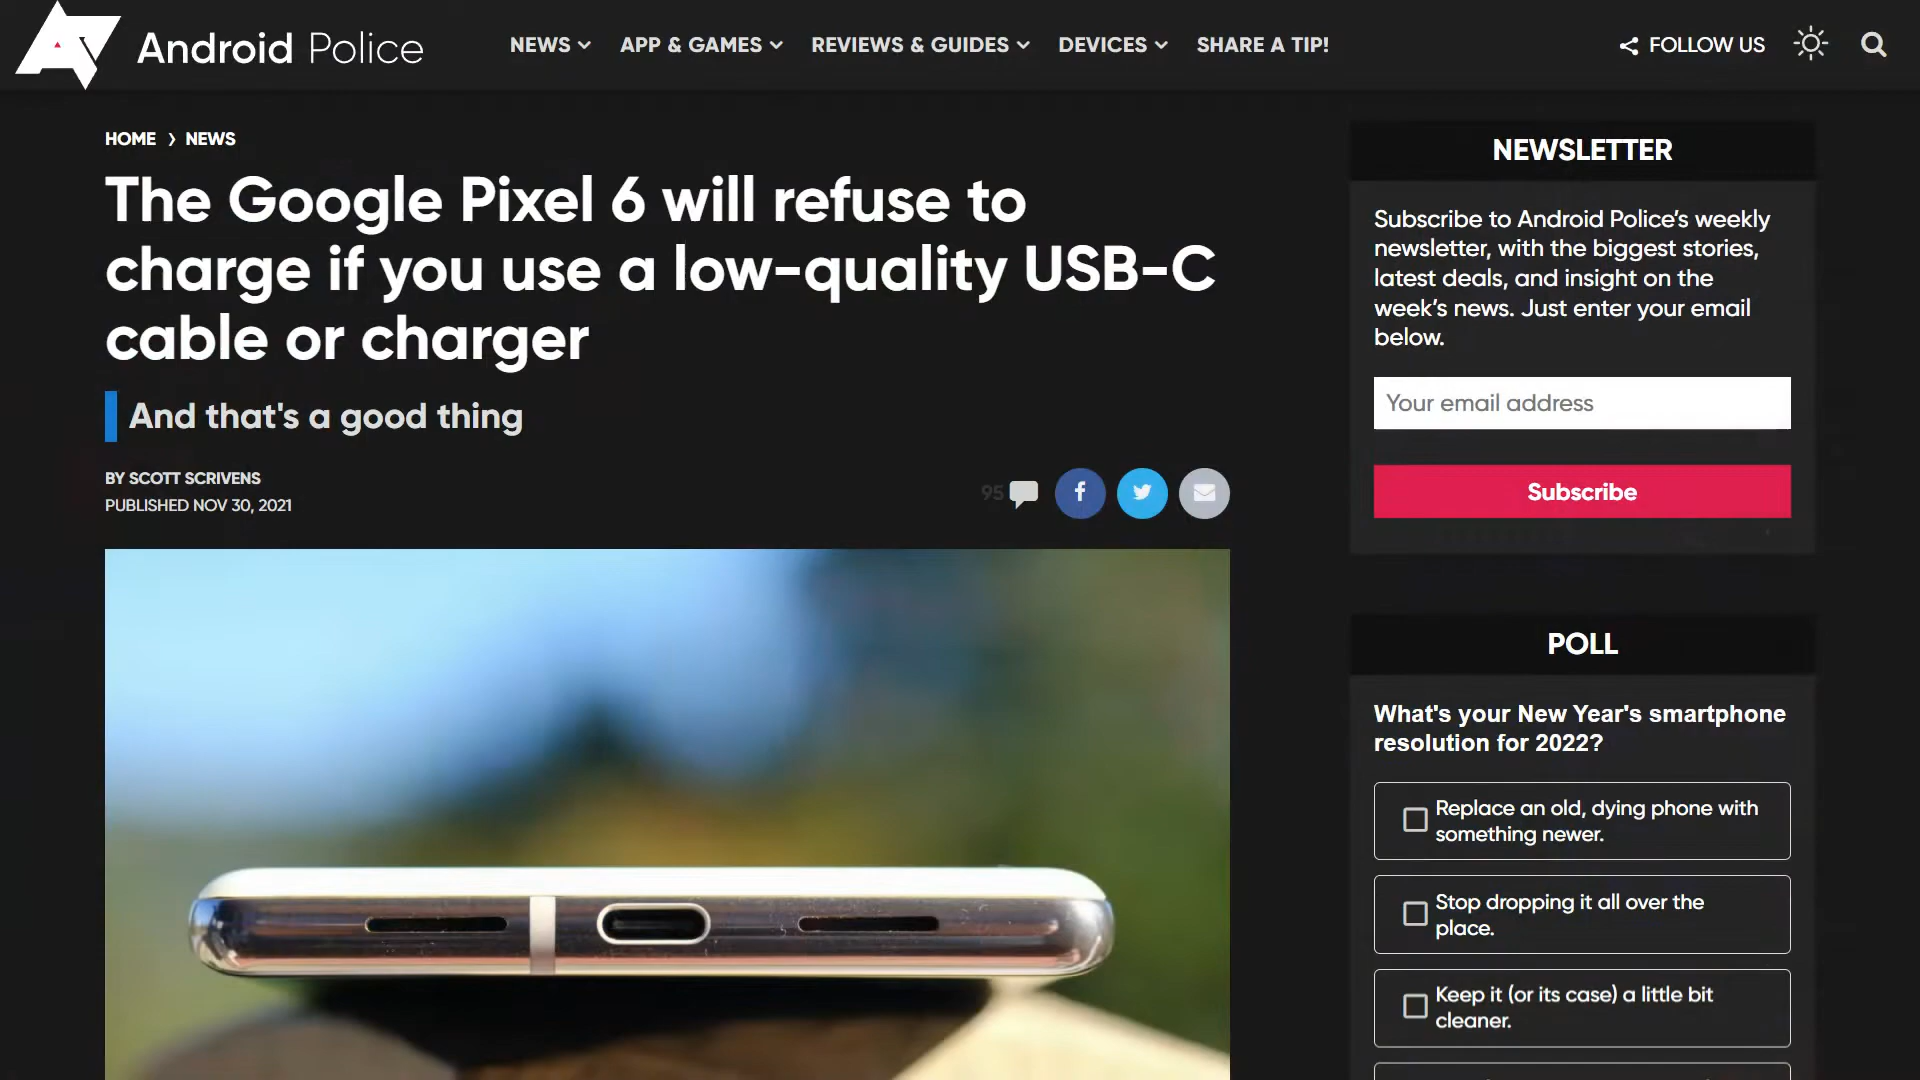 Android Police
NEWS
APP & GAMES
REVIEWS & GUIDES
DEVICES
SHARE A TIP!
FOLLOW US
HOME > NEWS
The Google Pixel 6 will refuse to
charge if you use a low-quality USB-C
cable or charger
And that's a good thing
BY SCOTT SCRIVENS
PUBLISHED NOV 30, 2021
95
NEWSLETTER
Subscribe to Android Police’s weekly
newsletter, with the biggest stories,
latest deals, and insight on the
week’s news. Just enter your email
below.
Your email address
Subscribe
POLL
What's your New Year's smartphone
resolution for 2022?
Replace an old, dying phone with
something newer.
Stop dropping it all over the
place.
Keep it (or its case) a little bit
cleaner.